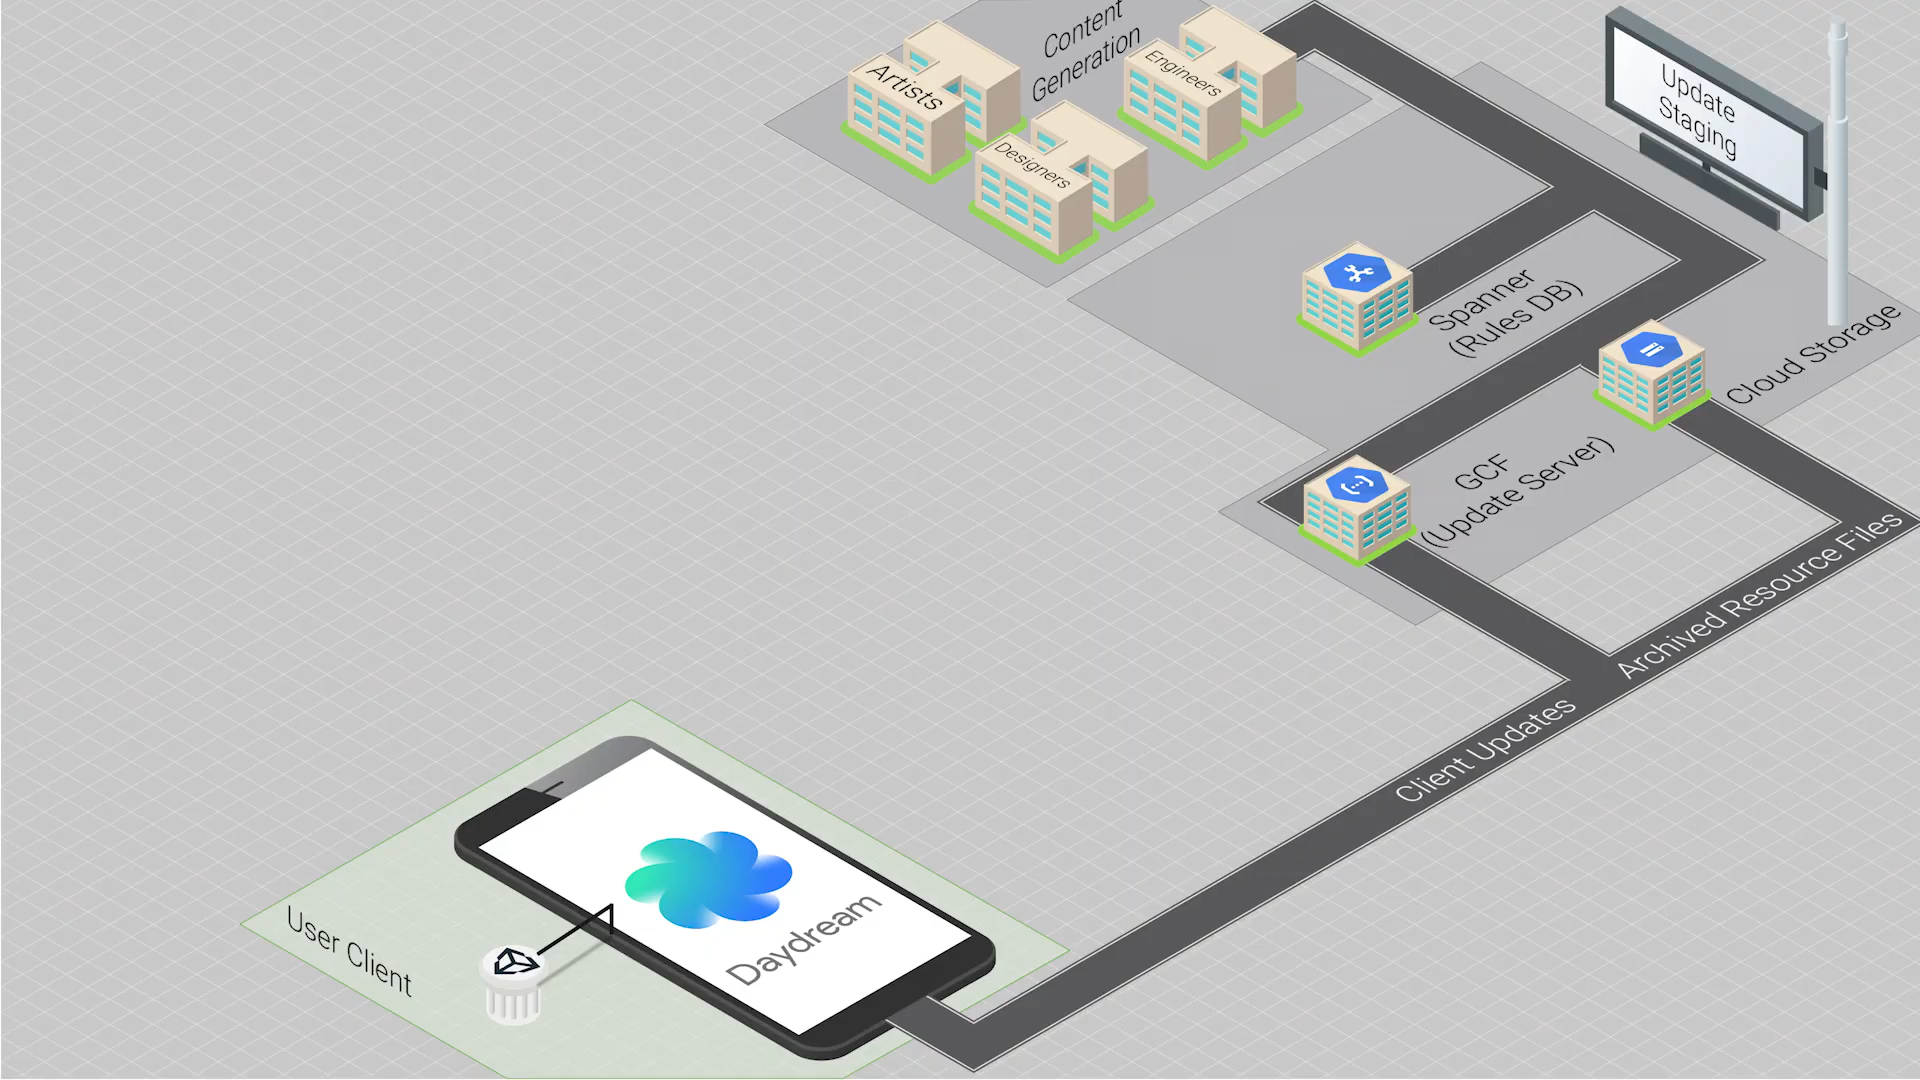 Content
Generation
Artists
Engineers
Designers
Update
Staging
Spanner
(Rules DB)
Cloud Storage
GCF
(Update Server)
Archived Resource Files
Client Updates
Daydream
User Client